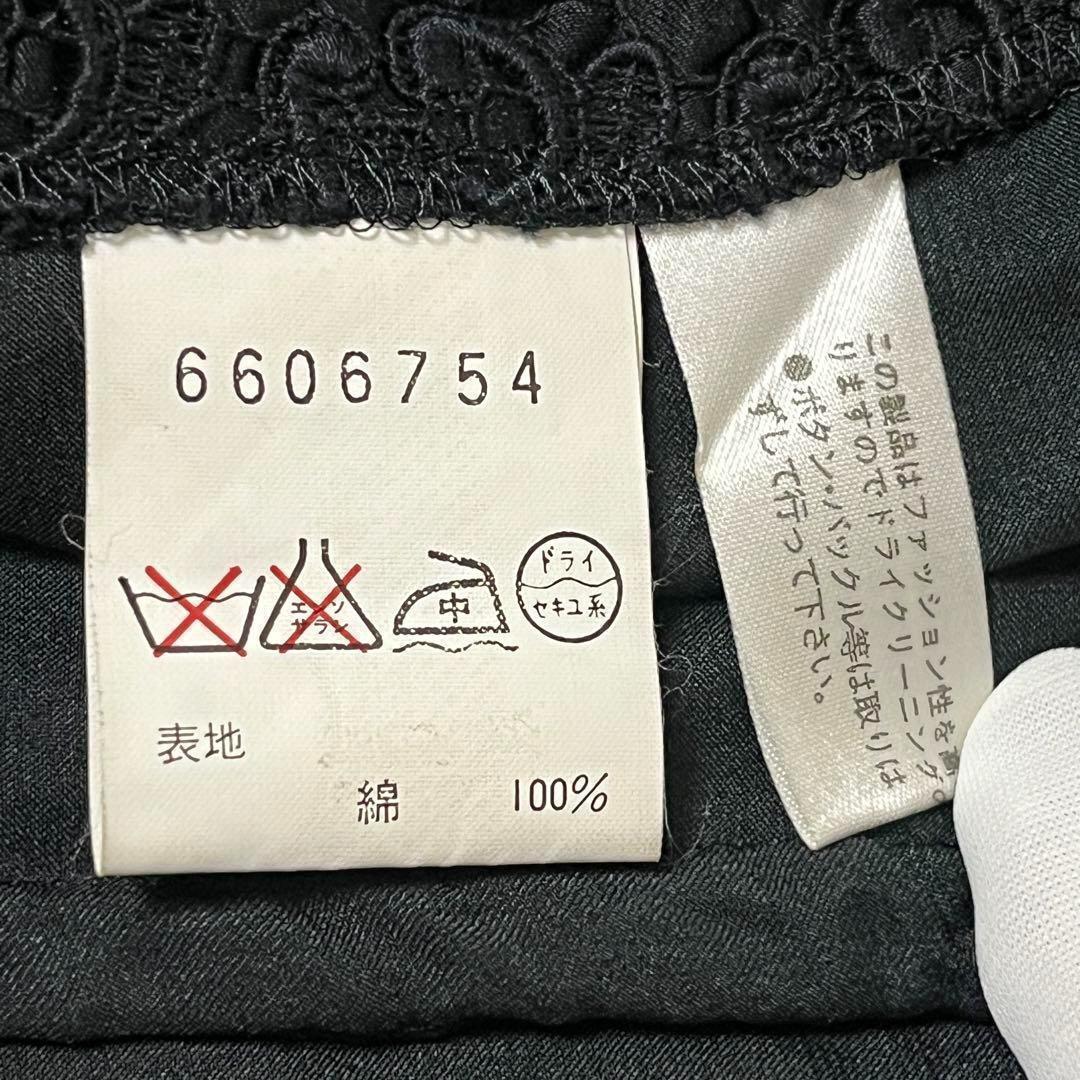 6606754
エンソ
サラシ
中
ドライ
セキユ系
表地
綿 100%
この製品はファッション性を
りますのでドライクリーニング
●ボタン・バックル等は取りは
ずして行って下さい。